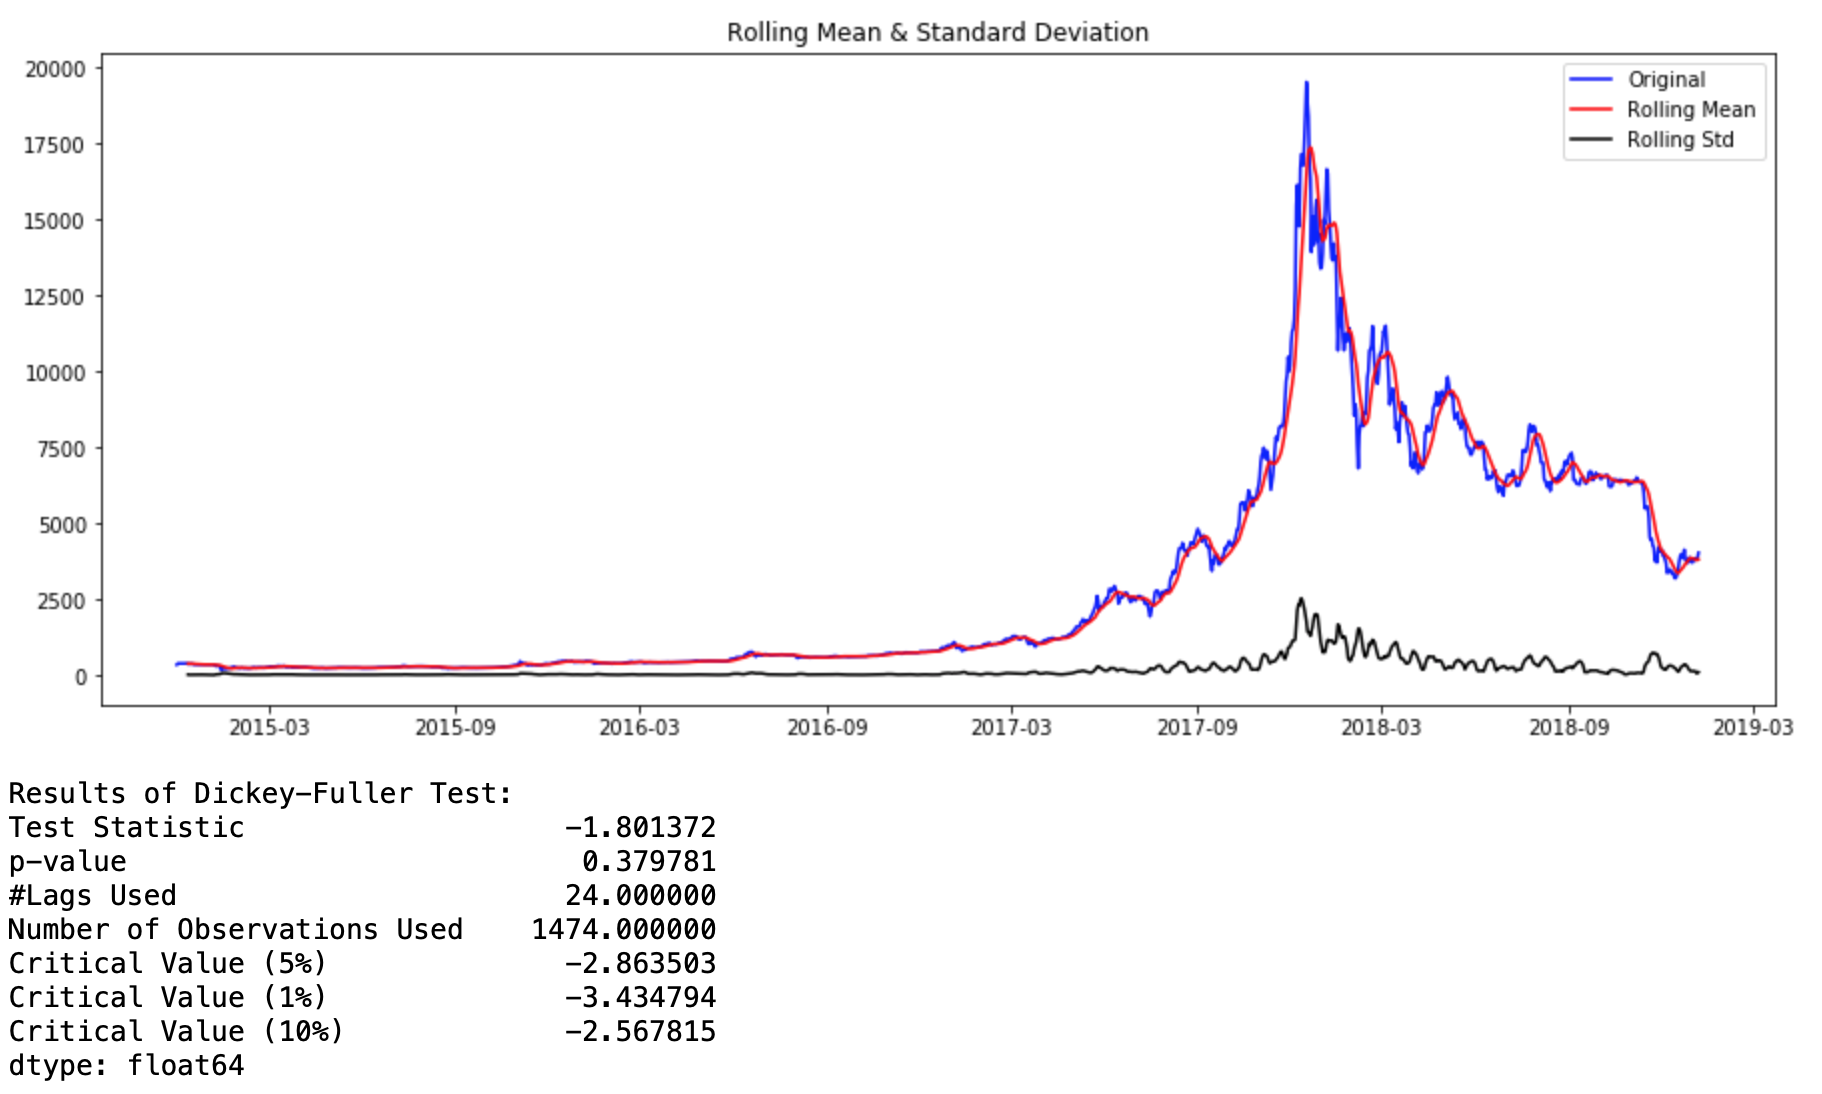 Rolling Mean & Standard Deviation
20000
17500
15000
12500
10000
7500
5000
2500
0
Original
Rolling Mean
Rolling Std
2015-03 2015-09 2016-03 2016-09 2017-03 2017-09 2018-03 2018-09 2019-03
Results of Dickey-Fuller Test:
Test Statistic -1.801372
p-value 0.379781
#Lags Used 24.000000
Number of Observations Used 1474.000000
Critical Value (5%) -2.863503
Critical Value (1%) -3.434794
Critical Value (10%) -2.567815
dtype: float64